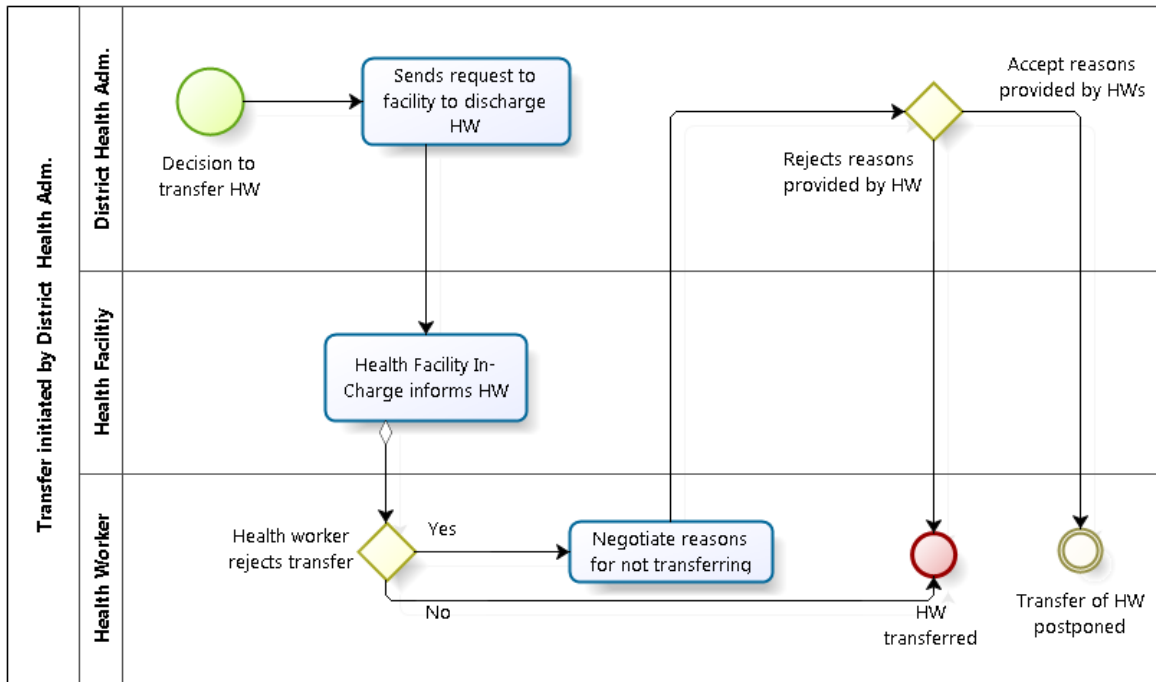 Transfer initiated by District Health Adm.
District Health Adm.
Decision to
transfer HW
Sends request to
facility to discharge
HW
Rejects reasons
provided by HW
Accept reasons
provided by HWs
Health Faciltiy
Health Facility In-
Charge informs HW
Health Worker
Health worker
rejects transfer
Yes
No
Negotiate reasons
for not transferring
HW
transferred
Transfer of HW
postponed